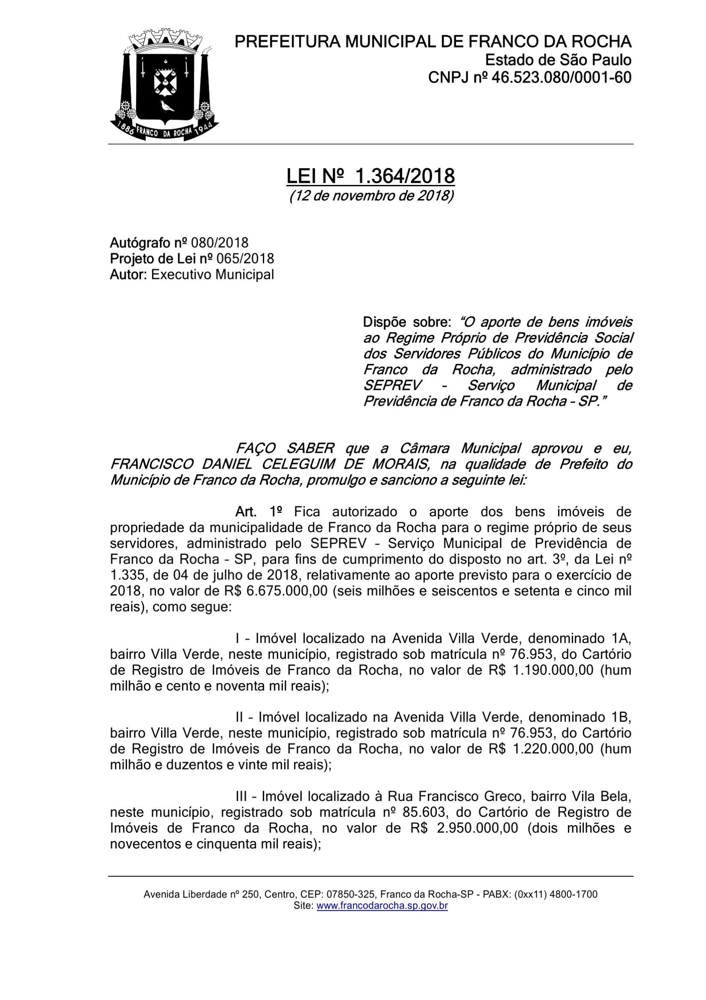 PREFEITURA MUNICIPAL DE FRANCO DA ROCHA
Estado de São Paulo
CNPJ nº 46.523.080/0001-60
1886 FRANCO DA ROCHA 1944
LEI Nº 1.364/2018
(12 de novembro de 2018)
Autógrafo nº 080/2018
Projeto de Lei nº 065/2018
Autor: Executivo Municipal
Dispõe sobre: “O aporte de bens imóveis
ao Regime Próprio de Previdência Social
dos Servidores Públicos do Município de
Franco da Rocha, administrado pelo
SEPREV – Serviço Municipal de
Previdência de Franco da Rocha – SP.”
FAÇO SABER que a Câmara Municipal aprovou e eu,
FRANCISCO DANIEL CELEGUIM DE MORAIS, na qualidade de Prefeito do
Município de Franco da Rocha, promulgo e sanciono a seguinte lei:
Art. 1º Fica autorizado o aporte dos bens imóveis de
propriedade da municipalidade de Franco da Rocha para o regime próprio de seus
servidores, administrado pelo SEPREV – Serviço Municipal de Previdência de
Franco da Rocha – SP, para fins de cumprimento do disposto no art. 3º, da Lei nº
1.335, de 04 de julho de 2018, relativamente ao aporte previsto para o exercício de
2018, no valor de R$ 6.675.000,00 (seis milhões e seiscentos e setenta e cinco mil
reais), como segue:
I – Imóvel localizado na Avenida Villa Verde, denominado 1A,
bairro Villa Verde, neste município, registrado sob matrícula nº 76.953, do Cartório
de Registro de Imóveis de Franco da Rocha, no valor de R$ 1.190.000,00 (hum
milhão e cento e noventa mil reais);
II – Imóvel localizado na Avenida Villa Verde, denominado 1B,
bairro Villa Verde, neste município, registrado sob matrícula nº 76.953, do Cartório
de Registro de Imóveis de Franco da Rocha, no valor de R$ 1.220.000,00 (hum
milhão e duzentos e vinte mil reais);
III – Imóvel localizado à Rua Francisco Greco, bairro Vila Bela,
neste município, registrado sob matrícula nº 85.603, do Cartório de Registro de
Imóveis de Franco da Rocha, no valor de R$ 2.950.000,00 (dois milhões e
novecentos e cinquenta mil reais);
Avenida Liberdade nº 250, Centro, CEP: 07850-325, Franco da Rocha-SP - PABX: (0xx11) 4800-1700
Site: www.francodarocha.sp.gov.br